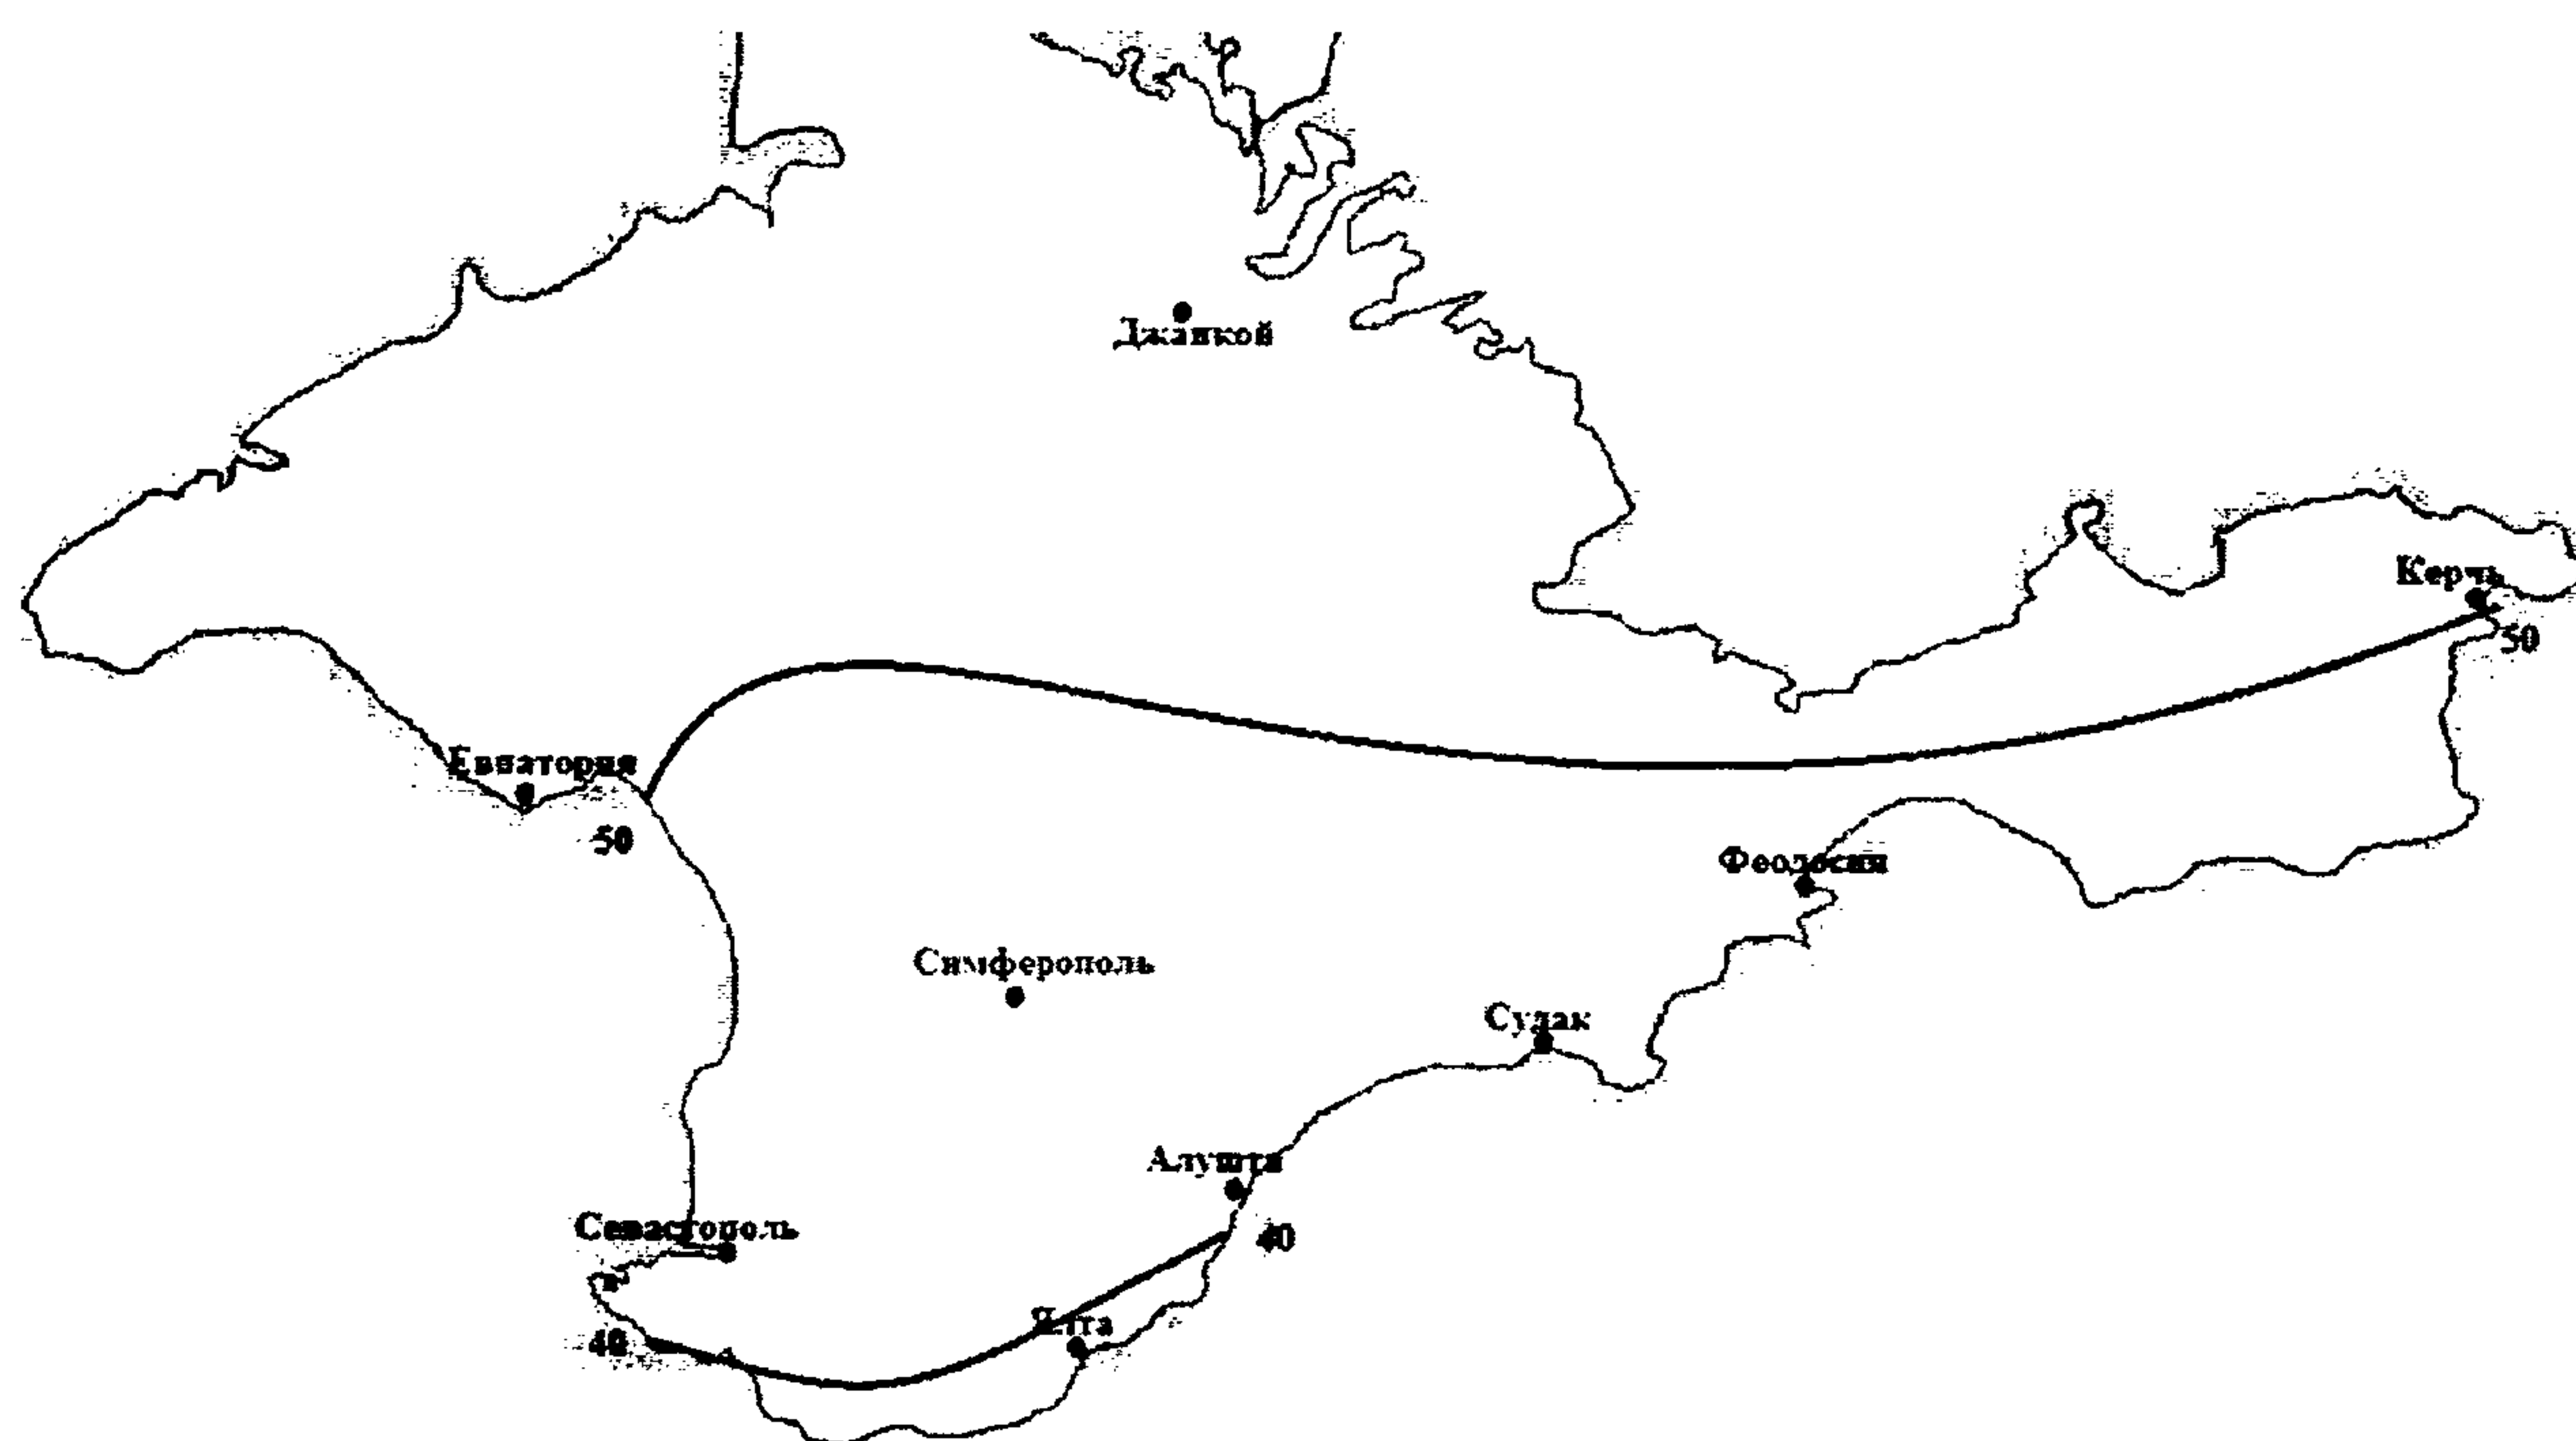 Джанкой
Керчь
50
Евпатория
50
Феодосия
Симферополь
Судак
Алушта
Севастополь
40
Ялта
40